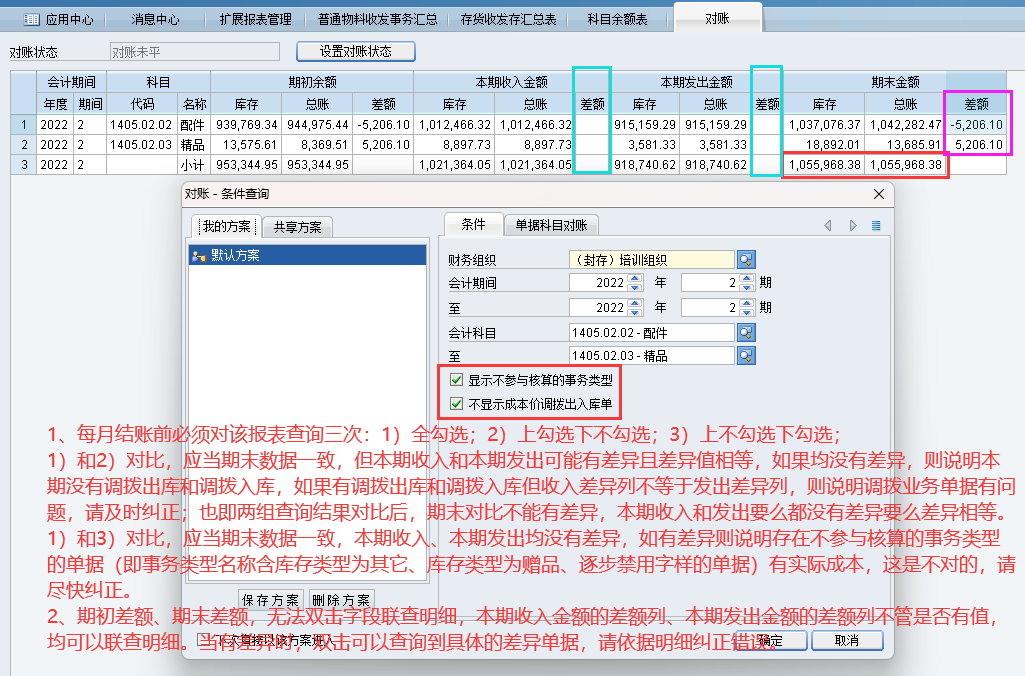 应用中心 消息中心 扩展报表管理 普通物料收发事务汇总 存货收发存汇总表 科目余额表 对账
对账状态 对账未平 设置对账状态
会计期间 科目 期初余额 本期收入金额 本期发出金额 期末金额
年度 期间 代码 名称 库存 总账 差额 库存 总账 差额 库存 总账 差额 库存 总账 差额
1 2022 2 1405.02.02 配件 939,769.34 944,975.44 -5,206.10 1,012,466.32 1,012,466.32 915,159.29 915,159.29 1,037,076.37 1,042,282.47 -5,206.10
2 2022 2 1405.02.03 精品 13,575.61 8,369.51 5,206.10 8,897.73 8,897.73 3,581.33 3,581.33 18,892.01 13,685.91 5,206.10
3 2022 2 小计 953,344.95 953,344.95 1,021,364.05 1,021,364.05 918,740.62 918,740.62 1,055,968.38 1,055,968.38
对账 - 条件查询
我的方案 共享方案
默认方案
条件 单据科目对账
财务组织 （封存）培训组织
会计期间 2022 年 2 期
至 2022 年 2 期
会计科目 1405.02.02 - 配件
至 1405.02.03 - 精品
显示不参与核算的事务类型
不显示成本价调拨出入库单
1、每月结账前必须对该报表查询三次：1）全勾选；2）上勾选下不勾选；3）上不勾选下勾选；
1）和2）对比，应当期末数据一致，但本期收入和本期发出可能有差异且差异值相等，如果均没有差异，则说明本
期没有调拨出库和调拨入库，如果有调拨出库和调拨入库但收入差异列不等于发出差异列，则说明调拨业务单据有问
题，请及时纠正；也即两组查询结果对比后，期末对比不能有差异，本期收入和发出要么都没有差异要么差异相等。
1）和3）对比，应当期末数据一致，本期收入、本期发出均没有差异，如有差异则说明存在不参与核算的事务类型
的单据（即事务类型名称含库存类型为其它、库存类型为赠品、逐步禁用字样的单据）有实际成本，这是不对的，请
尽快纠正。
保存方案 删除方案
2、期初差额、期末差额，无法双击字段联查明细，本期收入金额的差额列、本期发出金额的差额列不管是否有值，
均可以联查明细。当有差异时，双击可以查询到具体的差异单据，请依据明细纠正错误。
下次直接以该方案进入 确定 取消